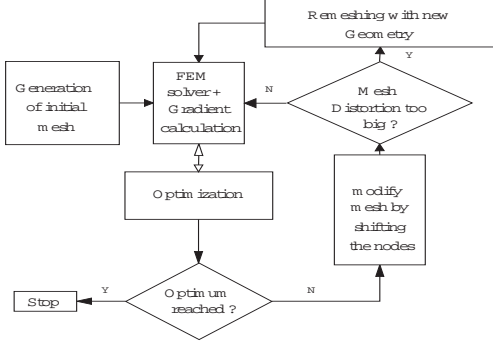 Remeshing with new
Geometry
Y
Generation
of initial
mesh
FEM
solver+
Gradient
calculation
N
Mesh
Distortion too
big ?
Optimization
modify
mesh by
shifting
the nodes
Stop
Y
Optimum
reached ?
N